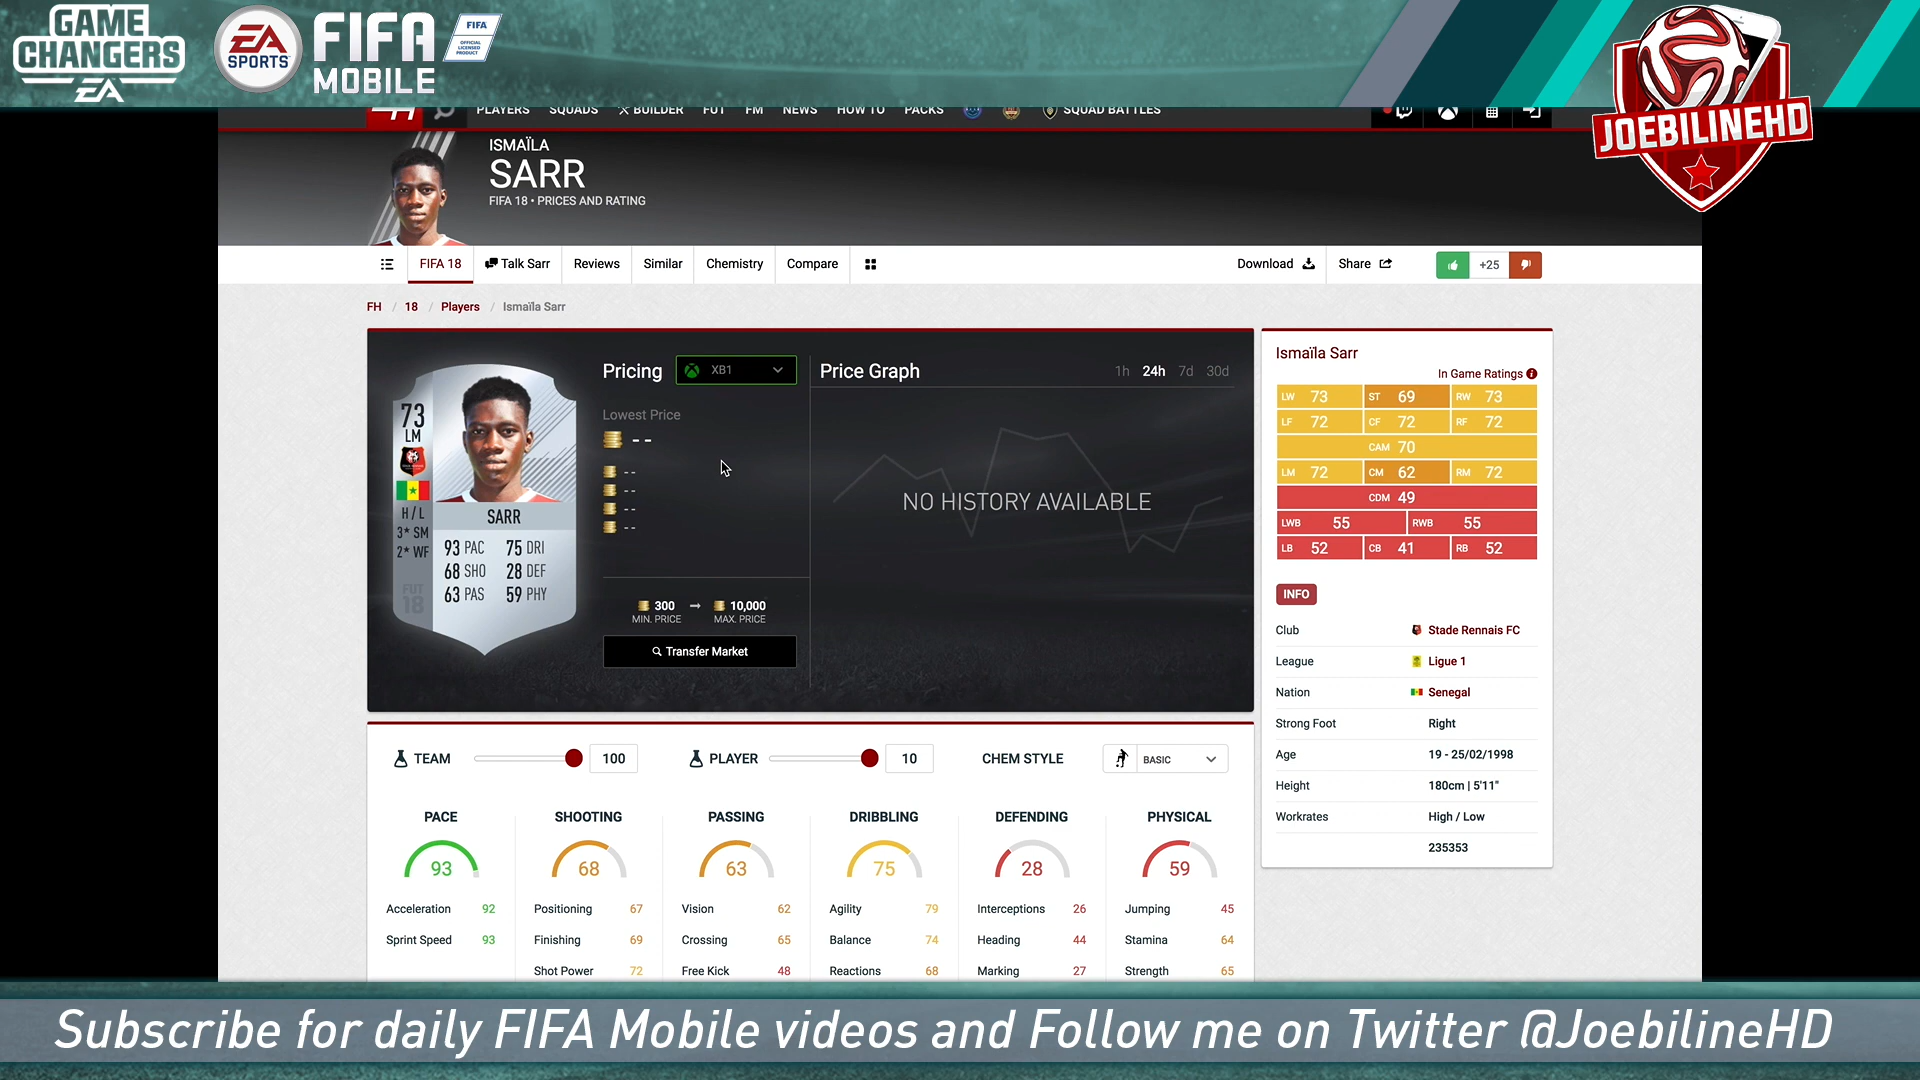 GAME
CHANGERS
EA
EA
SPORTS
FIFA
MOBILE
FIFA
OFFICIAL
LICENSED
PRODUCT
JOEBILINEHD
PLAYERS SQUADS BUILDER FUT FM NEWS HOW TO PACKS SQUAD BATTLES
ISMAÏLA
SARR
FIFA 18 • PRICES AND RATING
FIFA 18 Talk Sarr Reviews Similar Chemistry Compare Download Share +25
FH / 18 / Players / Ismaïla Sarr
73
LM
H / L
3* SM
2* WF
FUT
18
SARR
93 PAC 75 DRI
68 SHO 28 DEF
63 PAS 59 PHY
Pricing XB1
Lowest Price
--
--
--
--
--
300 → 10,000
MIN. PRICE MAX. PRICE
Transfer Market
Price Graph 1h 24h 7d 30d
NO HISTORY AVAILABLE
Ismaïla Sarr
In Game Ratings
LW 73 ST 69 RW 73
LF 72 CF 72 RF 72
CAM 70
LM 72 CM 62 RM 72
CDM 49
LWB 55 RWB 55
LB 52 CB 41 RB 52
INFO
Club Stade Rennais FC
League Ligue 1
Nation Senegal
Strong Foot Right
Age 19 - 25/02/1998
Height 180cm | 5'11"
Workrates High / Low
235353
TEAM 100 PLAYER 10 CHEM STYLE BASIC
PACE SHOOTING PASSING DRIBBLING DEFENDING PHYSICAL
93 68 63 75 28 59
Acceleration 92 Positioning 67 Vision 62 Agility 79 Interceptions 26 Jumping 45
Sprint Speed 93 Finishing 69 Crossing 65 Balance 74 Heading 44 Stamina 64
Shot Power 72 Free Kick 48 Reactions 68 Marking 27 Strength 65
Subscribe for daily FIFA Mobile videos and Follow me on Twitter @JoebilineHD